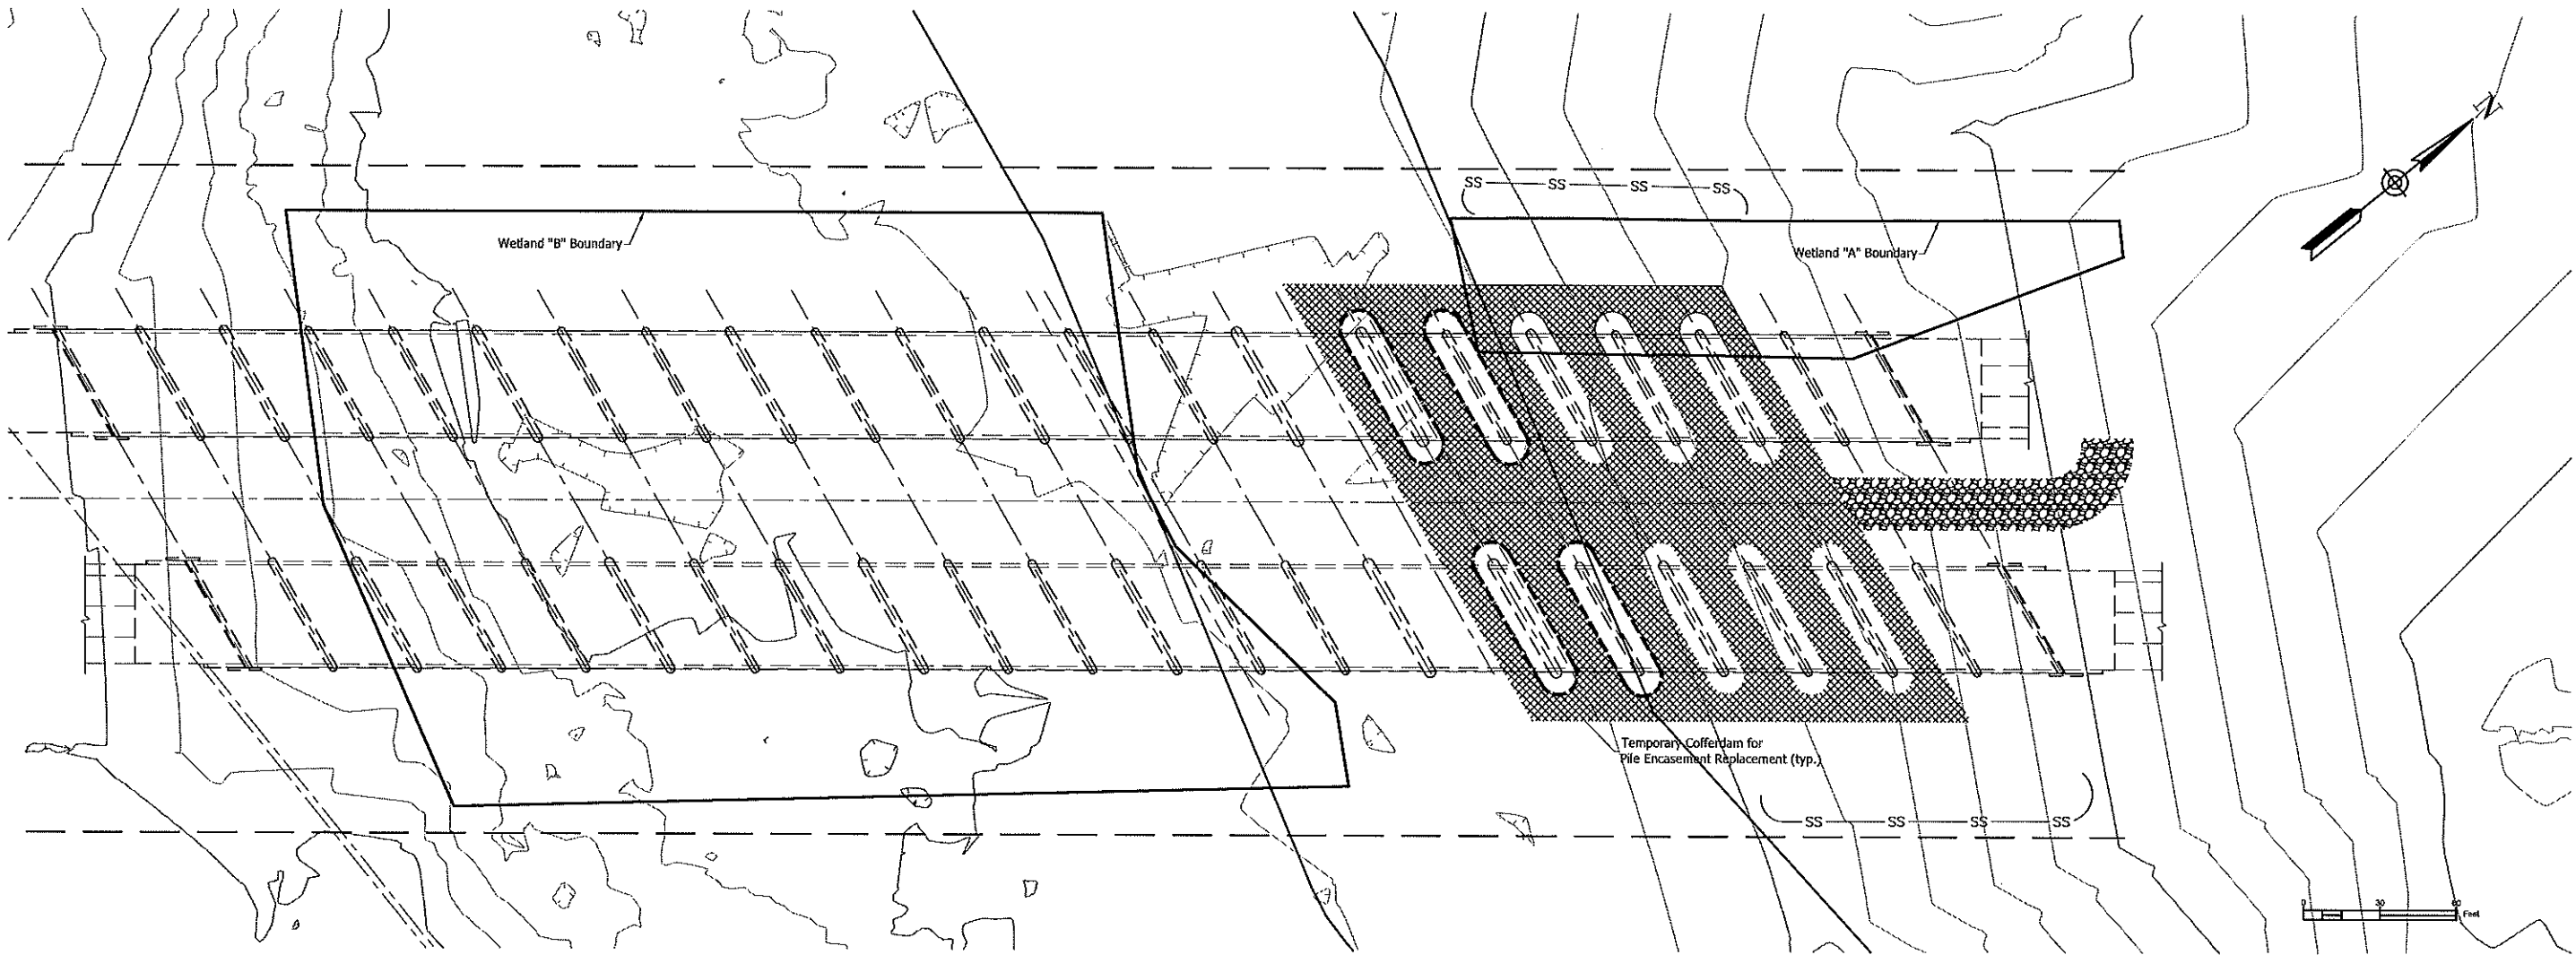 N
SS SS SS SS
Wetland "B" Boundary
Wetland "A" Boundary
Temporary Cofferdam for
Pile Encasement Replacement (typ.)
SS SS SS SS
0 30 60
Feet